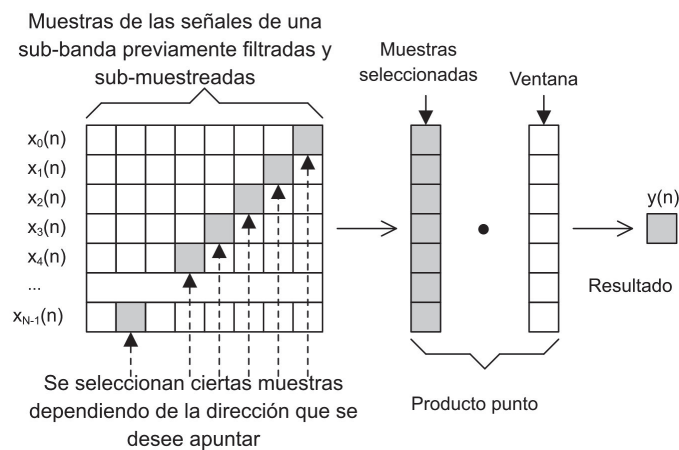 Muestras de las señales de una
sub-banda previamente filtradas y
sub-muestreadas
Muestras
seleccionadas
Ventana
x0(n)
x1(n)
x2(n)
x3(n)
x4(n)
...
xN-1(n)
y(n)
Resultado
Se seleccionan ciertas muestras
dependiendo de la dirección que se
desee apuntar
Producto punto